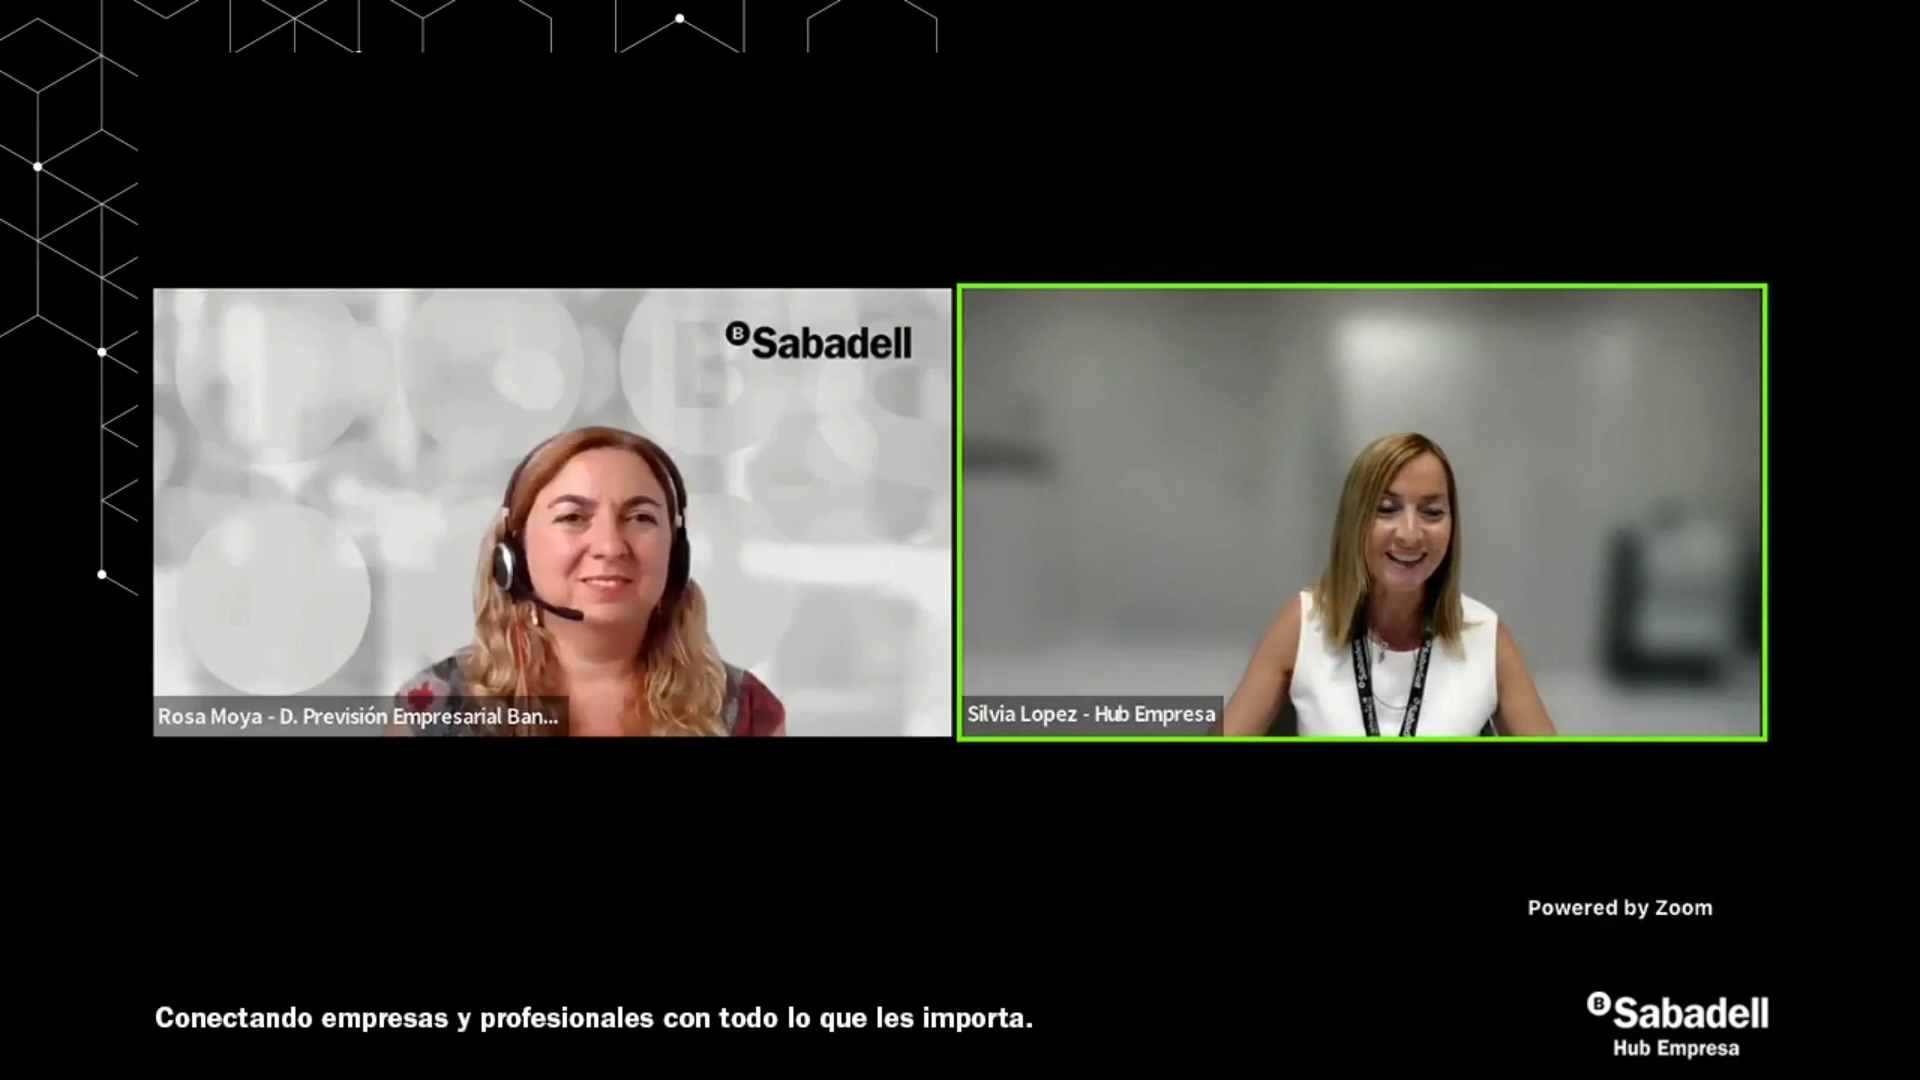 B Sabadell
Rosa Moya - D. Previsión Empresarial Ban...
Silvia Lopez - Hub Empresa
Powered by Zoom
Conectando empresas y profesionales con todo lo que les importa.
B Sabadell
Hub Empresa